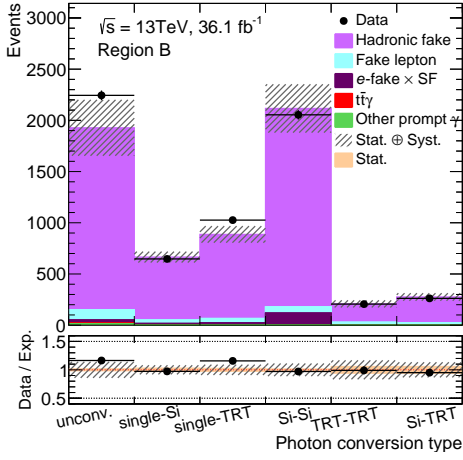 √s = 13TeV, 36.1 fb⁻¹
Region B
Data
Hadronic fake
Fake lepton
e-fake × SF
tt̄γ
Other prompt γ
Stat. ⊕ Syst.
Stat.
Events
3000
2500
2000
1500
1000
500
0
Data / Exp.
1.5
1
0.5
unconv.
single-Si
single-TRT
Si-Si
TRT-TRT
Si-TRT
Photon conversion type